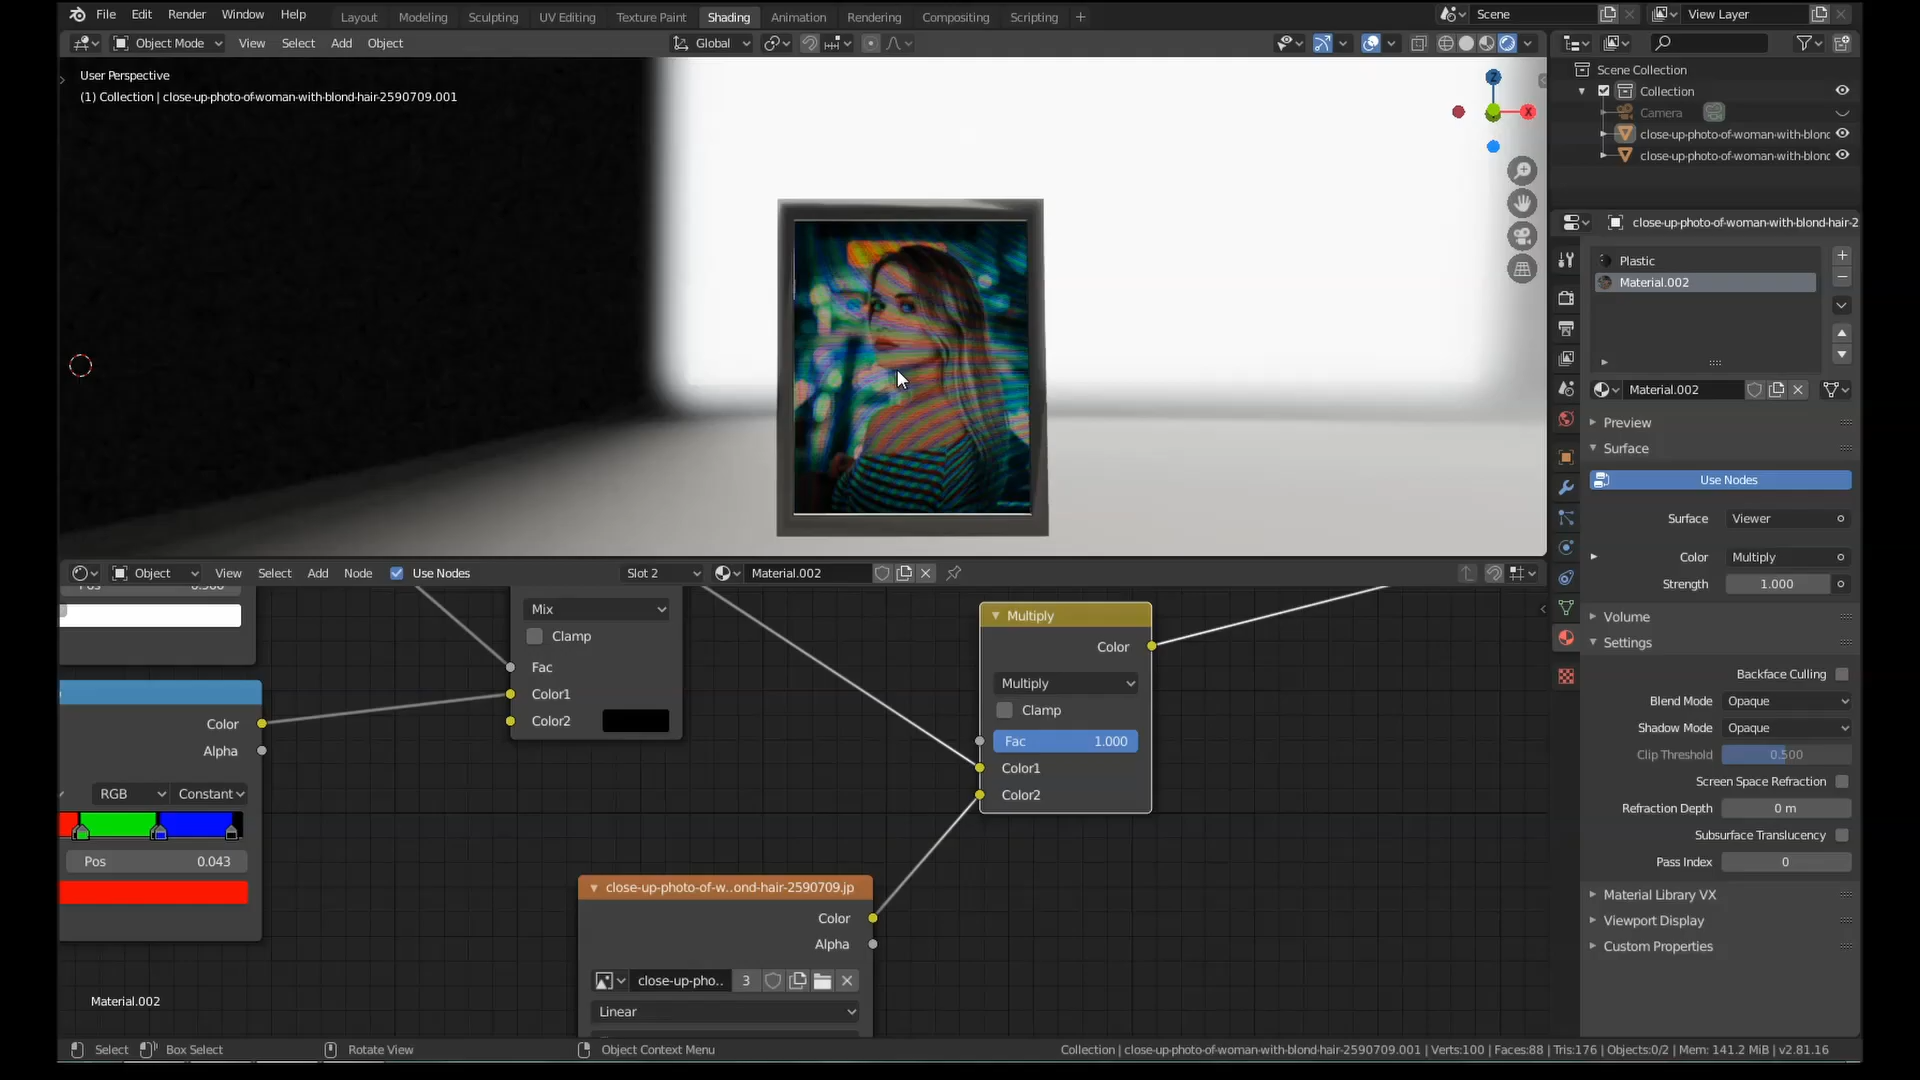 File Edit Render Window Help Layout Modeling Sculpting UV Editing Texture Paint Shading Animation Rendering Compositing Scripting Scene View Layer
Object Mode View Select Add Object Global
User Perspective
(1) Collection | close-up-photo-of-woman-with-blond-hair-2590709.001
Z
X
Scene Collection
Collection
Camera
close-up-photo-of-woman-with-blond
close-up-photo-of-woman-with-blond
close-up-photo-of-woman-with-blond-hair-2
Plastic
Material.002
Material.002
Preview
Surface
Use Nodes
Surface Viewer
Color Multiply
Strength 1.000
Volume
Settings
Backface Culling
Blend Mode Opaque
Shadow Mode Opaque
Clip Threshold 0.500
Screen Space Refraction
Refraction Depth 0 m
Subsurface Translucency
Pass Index 0
Material Library VX
Viewport Display
Custom Properties
Object View Select Add Node Use Nodes Slot 2 Material.002
Mix
Clamp
Fac
Color1
Color2
Color
Alpha
RGB Constant
Pos 0.043
Multiply
Color
Multiply
Clamp
Fac 1.000
Color1
Color2
close-up-photo-of-w..ond-hair-2590709.jp
Color
Alpha
close-up-pho.. 3
Linear
Material.002
Select Box Select Rotate View Object Context Menu
Collection | close-up-photo-of-woman-with-blond-hair-2590709.001 | Verts:100 | Faces:88 | Tris:176 | Objects:0/2 | Mem: 141.2 MiB | v2.81.16